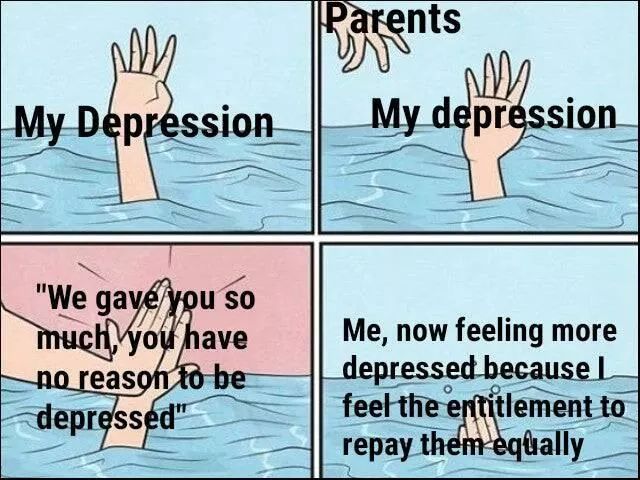 My Depression
Parents
My depression
"We gave you so
much, you have
no reason to be
depressed"
Me, now feeling more
depressed because I
feel the entitlement to
repay them equally